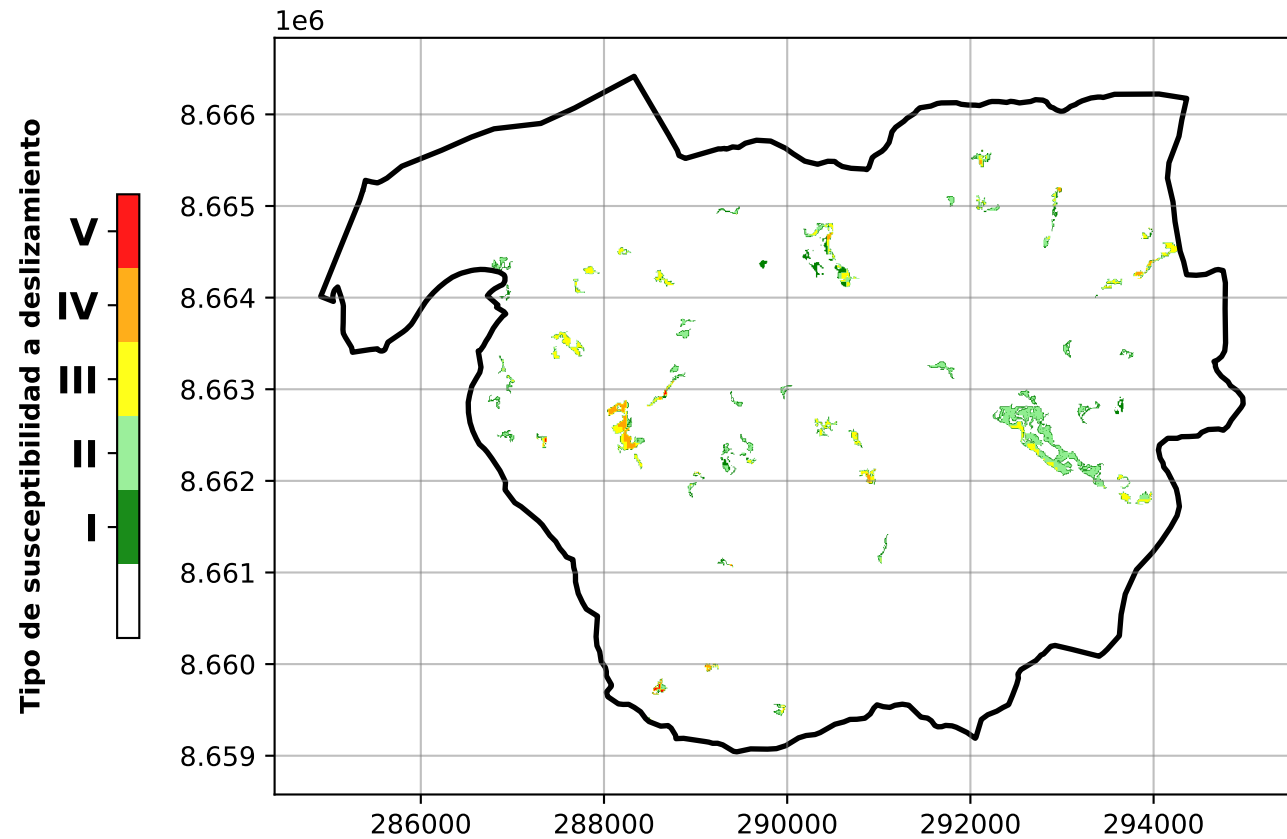 1e6
8.666
8.665
8.664
8.663
8.662
8.661
8.660
8.659
286000 288000 290000 292000 294000
Tipo de susceptibilidad a deslizamiento
V
IV
III
II
I